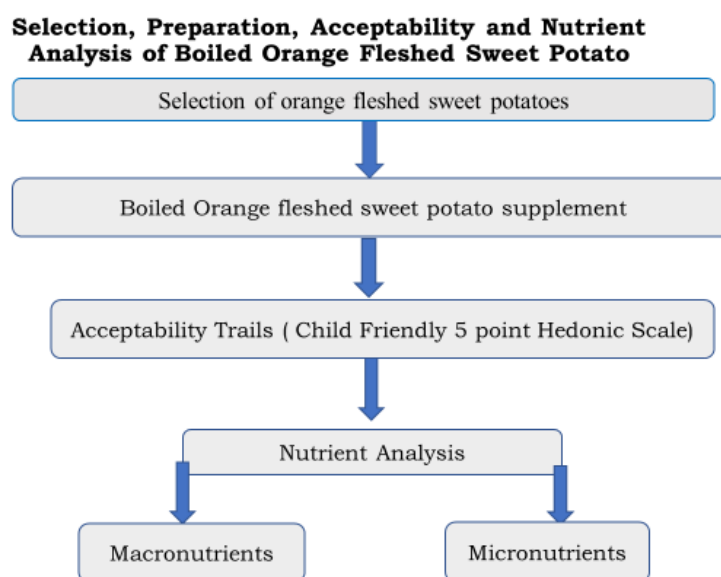 Selection, Preparation, Acceptability and Nutrient
Analysis of Boiled Orange Fleshed Sweet Potato
Selection of orange fleshed sweet potatoes
Boiled Orange fleshed sweet potato supplement
Acceptability Trails ( Child Friendly 5 point Hedonic Scale)
Nutrient Analysis
Macronutrients
Micronutrients